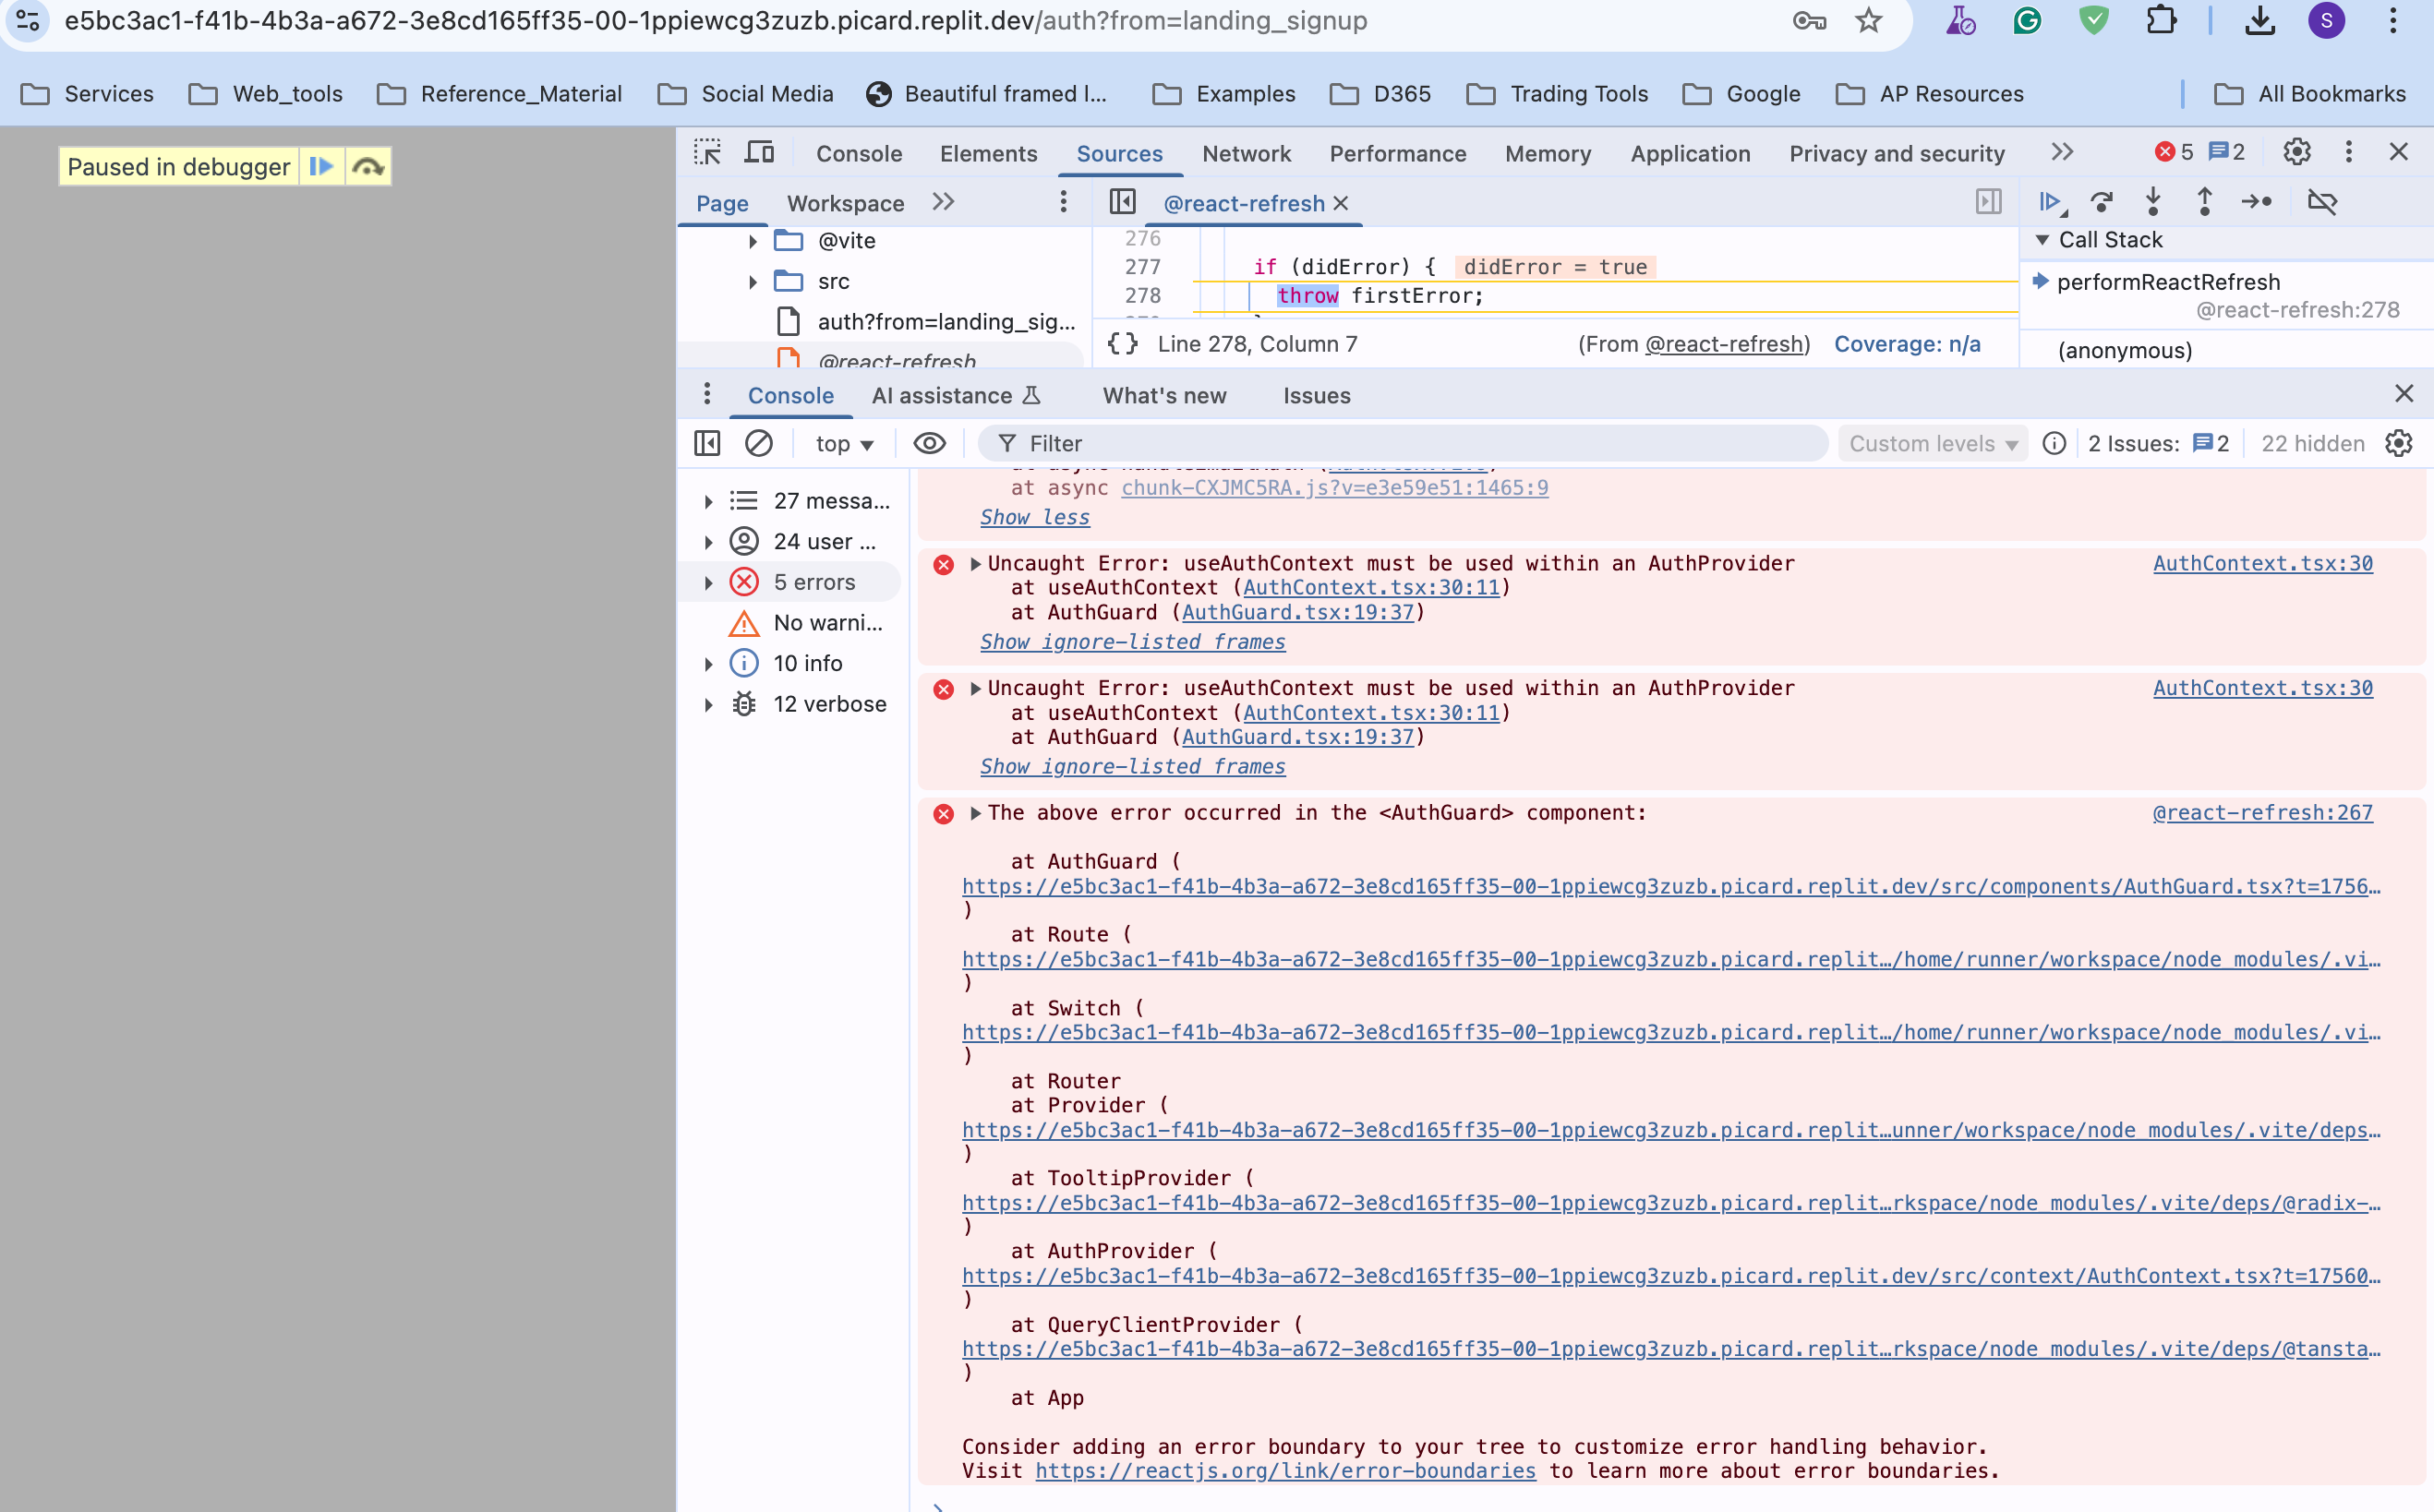 e5bc3ac1-f41b-4b3a-a672-3e8cd165ff35-00-1ppiewcg3zuzb.picard.replit.dev/auth?from=landing_signup
S
Services Web_tools Reference_Material Social Media Beautiful framed l... Examples D365 Trading Tools Google AP Resources All Bookmarks
Paused in debugger
Console Elements Sources Network Performance Memory Application Privacy and security 5 2
Page Workspace @react-refresh
@vite
src
auth?from=landing_sig...
@react-refresh
276
277 if (didError) { didError = true
278 throw firstError;
{} Line 278, Column 7 (From @react-refresh) Coverage: n/a
Call Stack
performReactRefresh
@react-refresh:278
(anonymous)
Console AI assistance What's new Issues
top Filter Custom levels 2 Issues: 2 22 hidden
27 messa...
24 user ...
5 errors
No warni...
10 info
12 verbose
at async chunk-CXJMC5RA.js?v=e3e59e51:1465:9
Show less
Uncaught Error: useAuthContext must be used within an AuthProvider AuthContext.tsx:30
at useAuthContext (AuthContext.tsx:30:11)
at AuthGuard (AuthGuard.tsx:19:37)
Show ignore-listed frames
Uncaught Error: useAuthContext must be used within an AuthProvider AuthContext.tsx:30
at useAuthContext (AuthContext.tsx:30:11)
at AuthGuard (AuthGuard.tsx:19:37)
Show ignore-listed frames
The above error occurred in the <AuthGuard> component: @react-refresh:267
at AuthGuard (
https://e5bc3ac1-f41b-4b3a-a672-3e8cd165ff35-00-1ppiewcg3zuzb.picard.replit.dev/src/components/AuthGuard.tsx?t=1756…
)
at Route (
https://e5bc3ac1-f41b-4b3a-a672-3e8cd165ff35-00-1ppiewcg3zuzb.picard.replit…/home/runner/workspace/node_modules/.vi…
)
at Switch (
https://e5bc3ac1-f41b-4b3a-a672-3e8cd165ff35-00-1ppiewcg3zuzb.picard.replit…/home/runner/workspace/node_modules/.vi…
)
at Router
at Provider (
https://e5bc3ac1-f41b-4b3a-a672-3e8cd165ff35-00-1ppiewcg3zuzb.picard.replit…unner/workspace/node_modules/.vite/deps…
)
at TooltipProvider (
https://e5bc3ac1-f41b-4b3a-a672-3e8cd165ff35-00-1ppiewcg3zuzb.picard.replit…rkspace/node_modules/.vite/deps/@radix-…
)
at AuthProvider (
https://e5bc3ac1-f41b-4b3a-a672-3e8cd165ff35-00-1ppiewcg3zuzb.picard.replit.dev/src/context/AuthContext.tsx?t=17560…
)
at QueryClientProvider (
https://e5bc3ac1-f41b-4b3a-a672-3e8cd165ff35-00-1ppiewcg3zuzb.picard.replit…rkspace/node_modules/.vite/deps/@tansta…
)
at App
Consider adding an error boundary to your tree to customize error handling behavior.
Visit https://reactjs.org/link/error-boundaries to learn more about error boundaries.